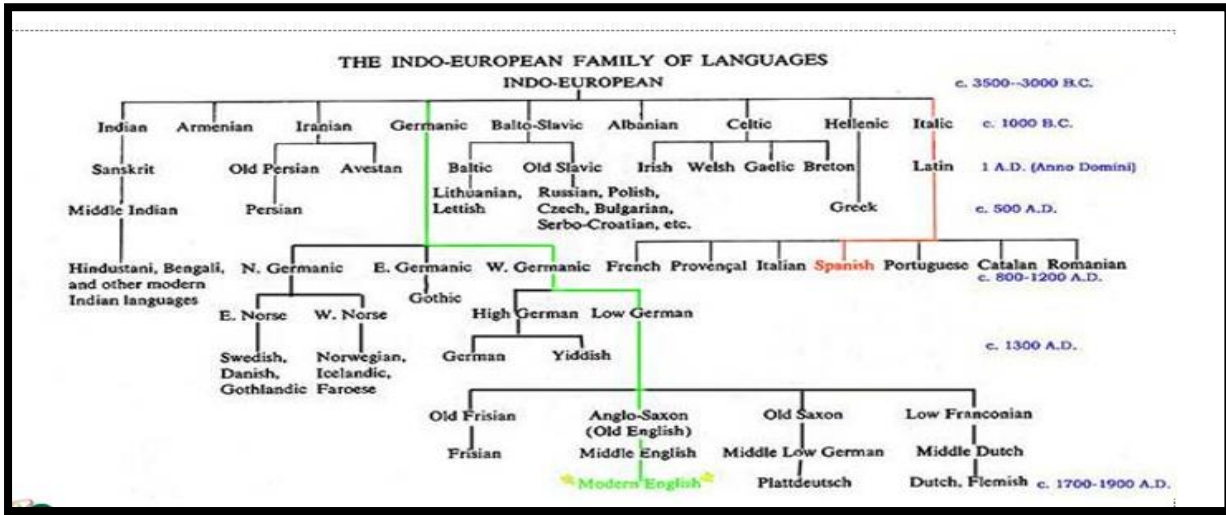 THE INDO-EUROPEAN FAMILY OF LANGUAGES
INDO-EUROPEAN
c. 3500--3000 B.C.
Indian Armenian Iranian Germanic Balto-Slavic Albanian Celtic Hellenic Italic c. 1000 B.C.
Sanskrit Old Persian Avestan Baltic Old Slavic Irish Welsh Gaelic Breton Latin 1 A.D. (Anno Domini)
Lithuanian, Russian, Polish,
Middle Indian Persian Lettish Czech, Bulgarian, Greek c. 500 A.D.
Serbo-Croatian, etc.
Hindustani, Bengali, N. Germanic E. Germanic W. Germanic French Provençal Italian Spanish Portuguese Catalan Romanian
and other modern c. 800-1200 A.D.
Indian languages Gothic
E. Norse W. Norse High German Low German
c. 1300 A.D.
Swedish, Norwegian, German Yiddish
Danish, Icelandic,
Gothlandic Faroese
Old Frisian Anglo-Saxon Old Saxon Low Franconian
(Old English)
Frisian Middle English Middle Low German Middle Dutch
*Modern English* Plattdeutsch Dutch, Flemish c. 1700-1900 A.D.